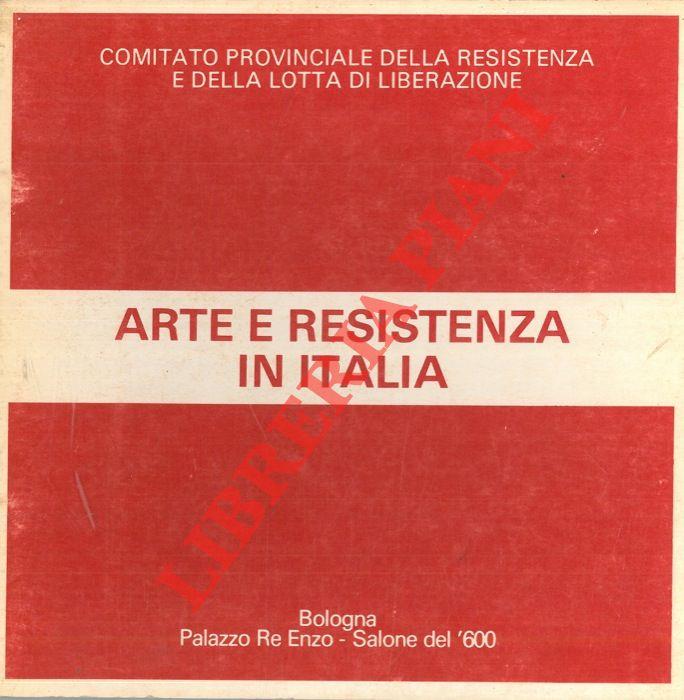 COMITATO PROVINCIALE DELLA RESISTENZA
E DELLA LOTTA DI LIBERAZIONE
ARTE E RESISTENZA
IN ITALIA
LIBRERIA PIANI
Bologna
Palazzo Re Enzo - Salone del '600